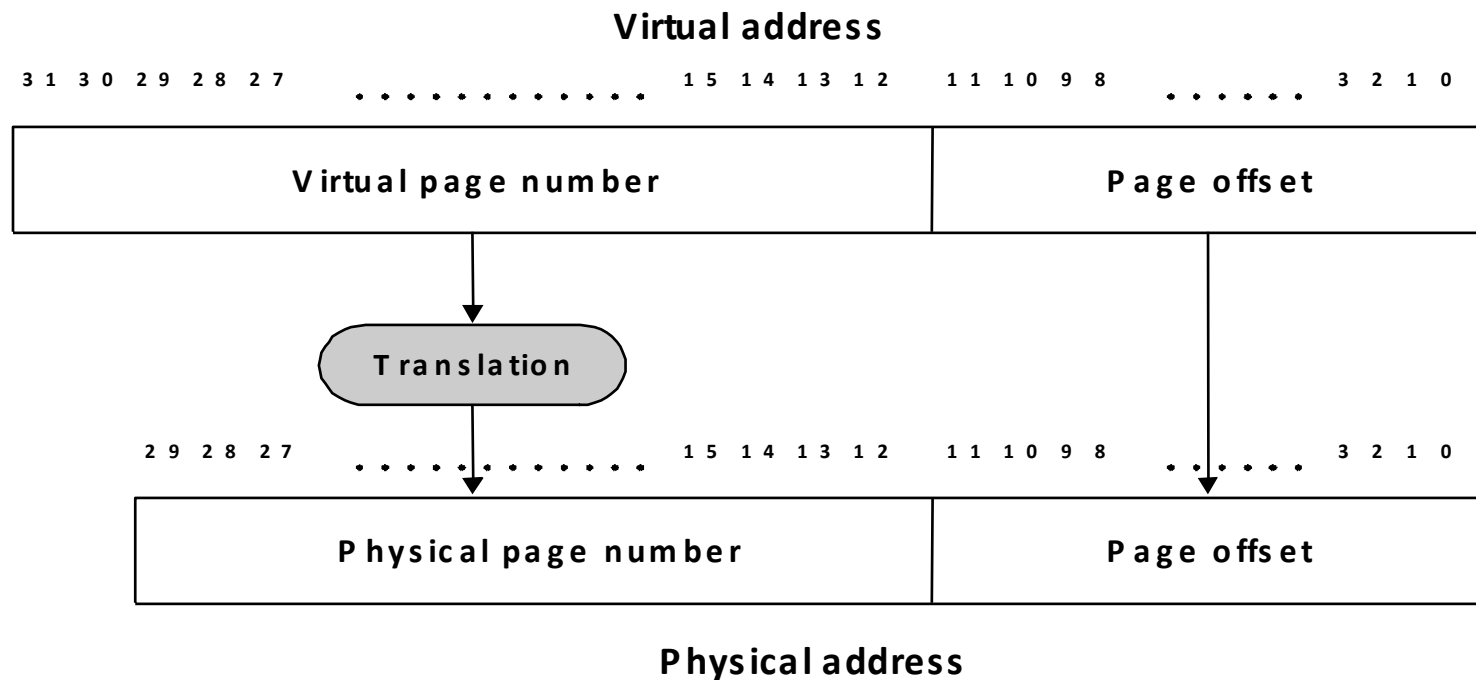 Virtual address
31 30 29 28 27 ............ 15 14 13 12 11 10 9 8 ...... 3 2 1 0
Virtual page number Page offset
Translation
29 28 27 ............ 15 14 13 12 11 10 9 8 ...... 3 2 1 0
Physical page number Page offset
Physical address